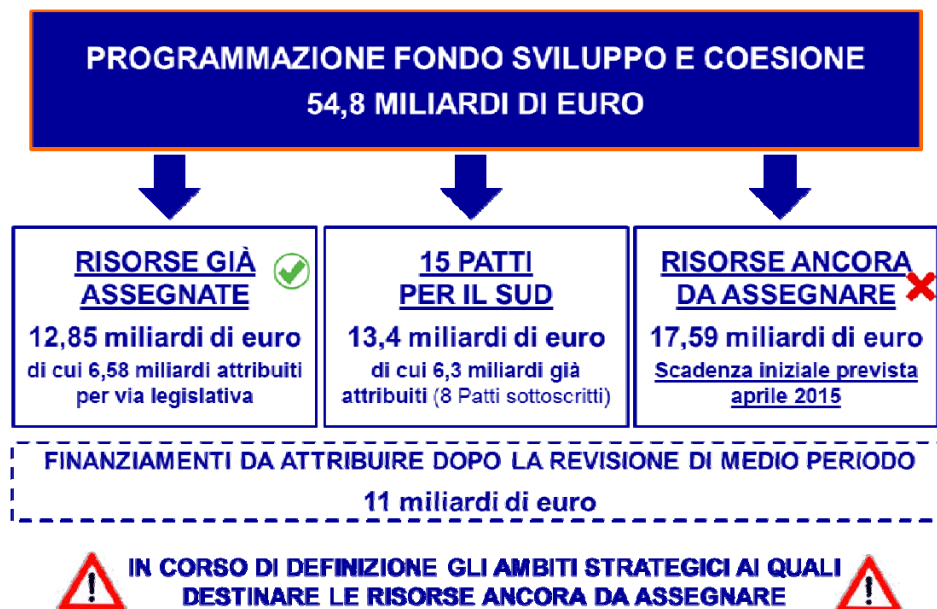 PROGRAMMAZIONE FONDO SVILUPPO E COESIONE
54,8 MILIARDI DI EURO
RISORSE GIÀ
ASSEGNATE
12,85 miliardi di euro
di cui 6,58 miliardi attribuiti
per via legislativa
15 PATTI
PER IL SUD
13,4 miliardi di euro
di cui 6,3 miliardi già
attribuiti (8 Patti sottoscritti)
RISORSE ANCORA
DA ASSEGNARE
17,59 miliardi di euro
Scadenza iniziale prevista
aprile 2015
FINANZIAMENTI DA ATTRIBUIRE DOPO LA REVISIONE DI MEDIO PERIODO
11 miliardi di euro
IN CORSO DI DEFINIZIONE GLI AMBITI STRATEGICI AI QUALI
DESTINARE LE RISORSE ANCORA DA ASSEGNARE